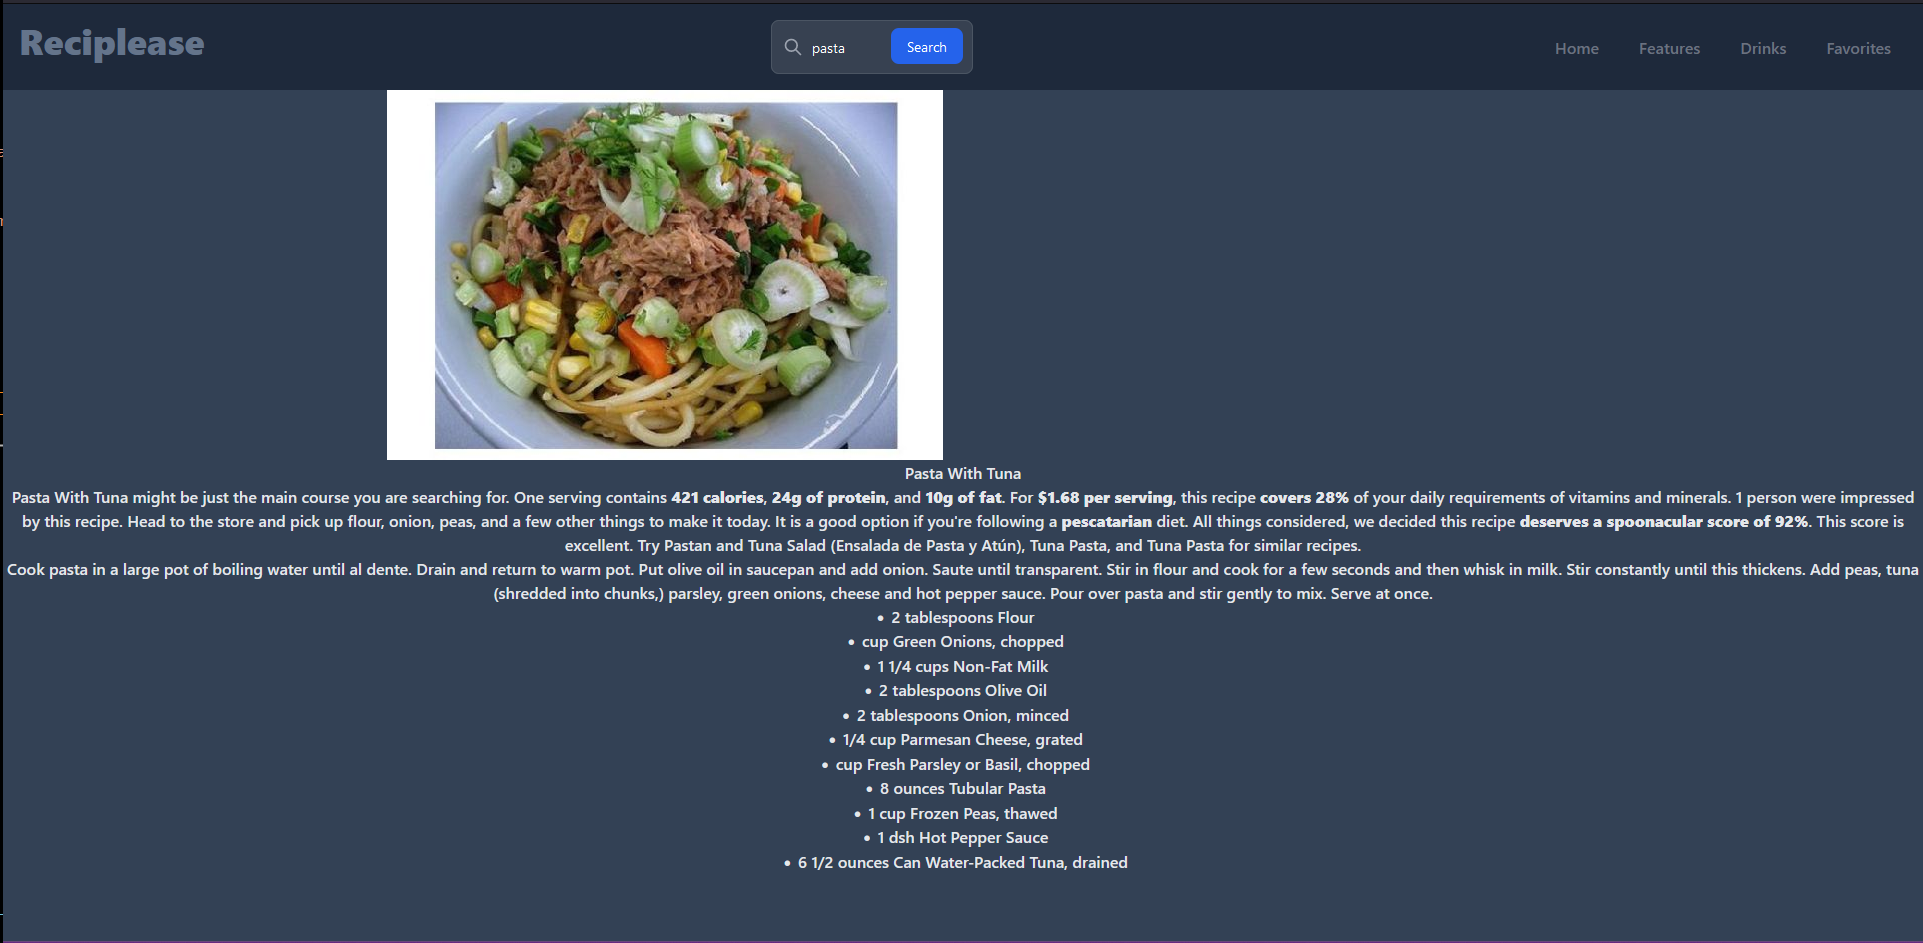 Reciplease
pasta
Search
Home
Features
Drinks
Favorites
Pasta With Tuna
Pasta With Tuna might be just the main course you are searching for. One serving contains 421 calories, 24g of protein, and 10g of fat. For $1.68 per serving, this recipe covers 28% of your daily requirements of vitamins and minerals. 1 person were impressed
by this recipe. Head to the store and pick up flour, onion, peas, and a few other things to make it today. It is a good option if you're following a pescatarian diet. All things considered, we decided this recipe deserves a spoonacular score of 92%. This score is
excellent. Try Pastan and Tuna Salad (Ensalada de Pasta y Atún), Tuna Pasta, and Tuna Pasta for similar recipes.
Cook pasta in a large pot of boiling water until al dente. Drain and return to warm pot. Put olive oil in saucepan and add onion. Saute until transparent. Stir in flour and cook for a few seconds and then whisk in milk. Stir constantly until this thickens. Add peas, tuna
(shredded into chunks,) parsley, green onions, cheese and hot pepper sauce. Pour over pasta and stir gently to mix. Serve at once.
• 2 tablespoons Flour
• cup Green Onions, chopped
• 1 1/4 cups Non-Fat Milk
• 2 tablespoons Olive Oil
• 2 tablespoons Onion, minced
• 1/4 cup Parmesan Cheese, grated
• cup Fresh Parsley or Basil, chopped
• 8 ounces Tubular Pasta
• 1 cup Frozen Peas, thawed
• 1 dsh Hot Pepper Sauce
• 6 1/2 ounces Can Water-Packed Tuna, drained